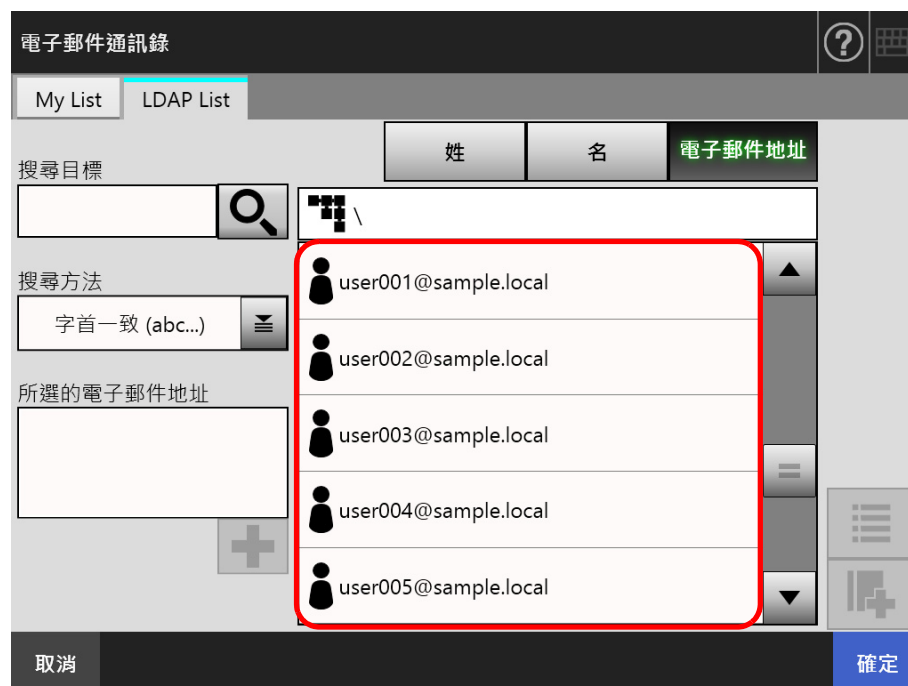 電子郵件通訊錄
?
My List
LDAP List
姓
名
電子郵件地址
搜尋目標
\
搜尋方法
字首一致 (abc...)
所選的電子郵件地址
user001@sample.local
user002@sample.local
user003@sample.local
user004@sample.local
user005@sample.local
取消
確定